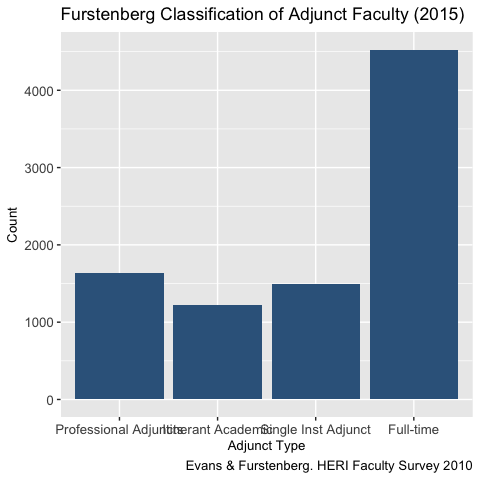 Furstenberg Classification of Adjunct Faculty (2015)
Count
4000
3000
2000
1000
0
Professional Adjuncts Itinerant Academic Single Inst Adjunct Full-time
Adjunct Type
Evans & Furstenberg. HERI Faculty Survey 2010